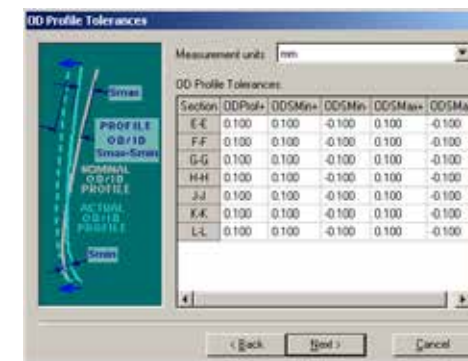 OD Profile Tolerances
Measurement units mm
OD Profile Tolerances
Section ODProf+ ODSMin+ ODSMin- ODSMax+ ODSMa
E-E 0.100 0.100 -0.100 0.100 -0.100
F-F 0.100 0.100 -0.100 0.100 -0.100
G-G 0.100 0.100 -0.100 0.100 -0.100
H-H 0.100 0.100 -0.100 0.100 -0.100
J-J 0.100 0.100 -0.100 0.100 -0.100
K-K 0.100 0.100 -0.100 0.100 -0.100
L-L 0.100 0.100 -0.100 0.100 -0.100
Smax
PROFILE
OD/ID
Smax-Smin
NOMINAL
OD/ID
PROFILE
ACTUAL
OD/ID
PROFILE
Smin
< Back
Next >
Cancel